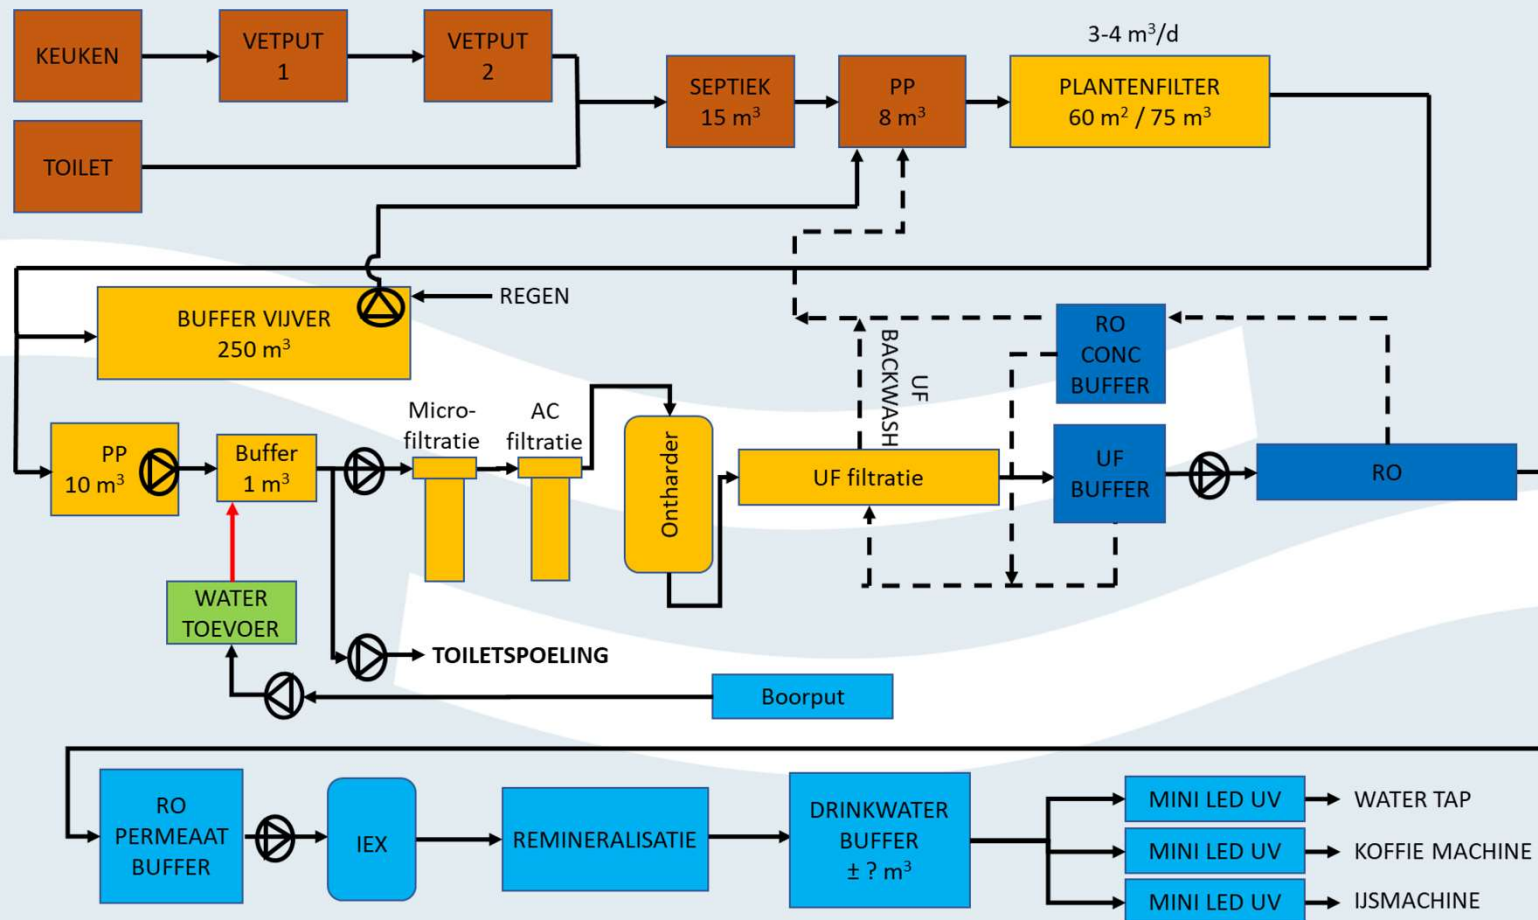 KEUKEN
VETPUT
1
VETPUT
2
TOILET
SEPTIEK
15 m³
PP
8 m³
3-4 m³/d
PLANTENFILTER
60 m² / 75 m³
BUFFER VIJVER
250 m³
REGEN
PP
10 m³
Buffer
1 m³
Micro-
filtratie
AC
filtratie
Ontharder
UF
BACKWASH
UF filtratie
RO
CONC
BUFFER
UF
BUFFER
RO
WATER
TOEVOER
TOILETSPOELING
Boorput
RO
PERMEAAT
BUFFER
IEX
REMINERALISATIE
DRINKWATER
BUFFER
± ? m³
MINI LED UV
WATER TAP
MINI LED UV
KOFFIE MACHINE
MINI LED UV
IJSMACHINE